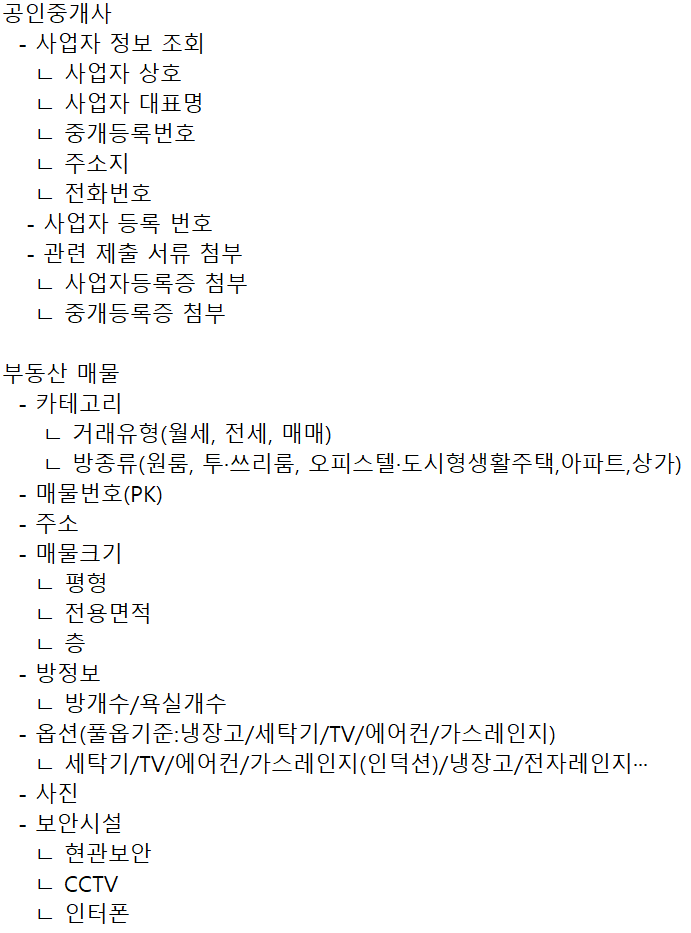 공인중개사
- 사업자 정보 조회
ㄴ 사업자 상호
ㄴ 사업자 대표명
ㄴ 중개등록번호
ㄴ 주소지
ㄴ 전화번호
- 사업자 등록 번호
- 관련 제출 서류 첨부
ㄴ 사업자등록증 첨부
ㄴ 중개등록증 첨부
부동산 매물
- 카테고리
ㄴ 거래유형(월세, 전세, 매매)
ㄴ 방종류(원룸, 투·쓰리룸, 오피스텔·도시형생활주택,아파트,상가)
- 매물번호(PK)
- 주소
- 매물크기
ㄴ 평형
ㄴ 전용면적
ㄴ 층
- 방정보
ㄴ 방개수/욕실개수
- 옵션(풀옵기준:냉장고/세탁기/TV/에어컨/가스레인지)
ㄴ 세탁기/TV/에어컨/가스레인지(인덕션)/냉장고/전자레인지…
- 사진
- 보안시설
ㄴ 현관보안
ㄴ CCTV
ㄴ 인터폰